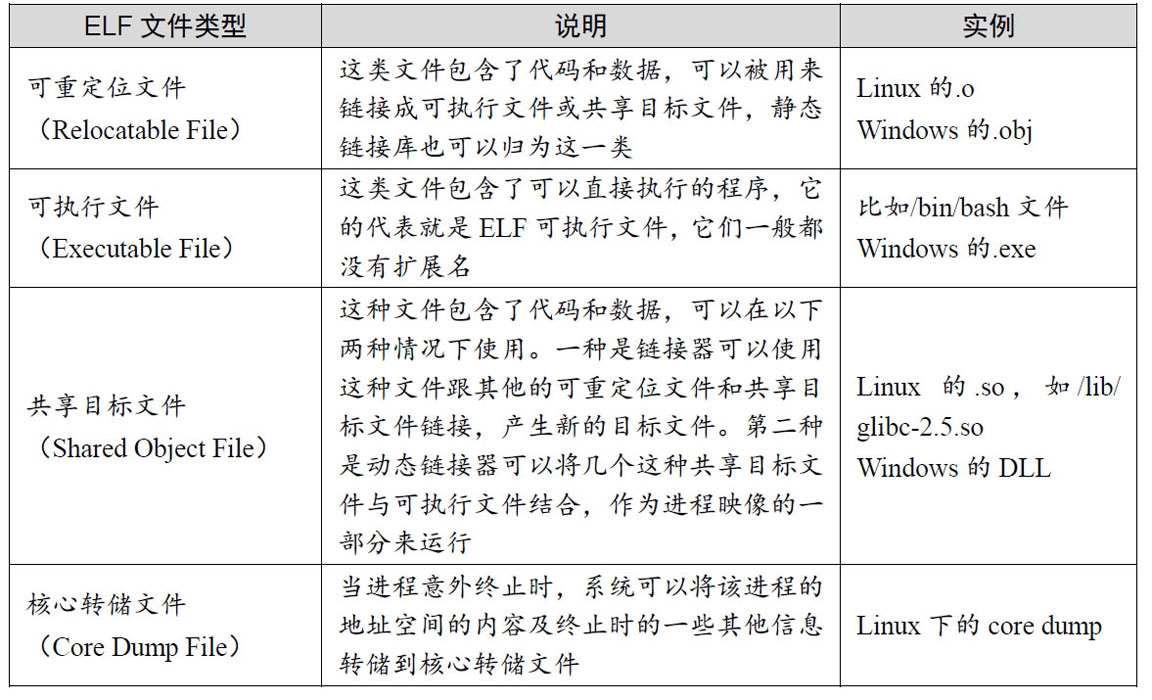 ELF 文件类型
说明
实例
可重定位文件
（Relocatable File）
这类文件包含了代码和数据，可以被用来
链接成可执行文件或共享目标文件，静态
链接库也可以归为这一类
Linux 的.o
Windows 的.obj
可执行文件
（Executable File）
这类文件包含了可以直接执行的程序，它
的代表就是 ELF 可执行文件，它们一般都
没有扩展名
比如/bin/bash 文件
Windows 的.exe
共享目标文件
（Shared Object File）
这种文件包含了代码和数据，可以在以下
两种情况下使用。一种是链接器可以使用
这种文件跟其他的可重定位文件和共享目
标文件链接，产生新的目标文件。第二种
是动态链接器可以将几个这种共享目标文
件与可执行文件结合，作为进程映像的一
部分来运行
Linux 的.so，如/lib/
glibc-2.5.so
Windows 的 DLL
核心转储文件
（Core Dump File）
当进程意外终止时，系统可以将该进程的
地址空间的内容及终止时的一些其他信息
转储到核心转储文件
Linux 下的 core dump